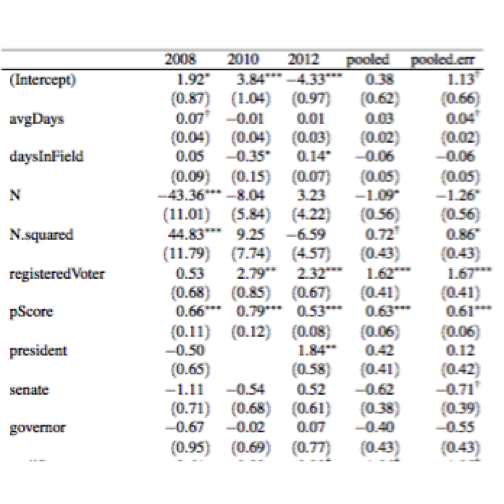 2008 2010 2012 pooled pooled.err
(Intercept) 1.92* 3.84*** −4.33*** 0.38 1.13†
(0.87) (1.04) (0.97) (0.62) (0.66)
avgDays 0.07† −0.01 0.01 0.03 0.04†
(0.04) (0.04) (0.03) (0.02) (0.02)
daysInField 0.05 −0.35* 0.14* −0.06 −0.06
(0.09) (0.15) (0.07) (0.05) (0.05)
N −43.36*** −8.04 3.23 −1.09* −1.26*
(11.01) (5.84) (4.22) (0.56) (0.56)
N.squared 44.83*** 9.25 −6.59 0.72† 0.86*
(11.79) (7.74) (4.57) (0.43) (0.43)
registeredVoter 0.53 2.79** 2.32*** 1.62*** 1.67***
(0.68) (0.85) (0.67) (0.41) (0.41)
pScore 0.66*** 0.79*** 0.53*** 0.63*** 0.61***
(0.11) (0.12) (0.08) (0.06) (0.06)
president −0.50 1.84** 0.42 0.12
(0.65) (0.58) (0.41) (0.42)
senate −1.11 −0.54 0.52 −0.62 −0.71†
(0.71) (0.68) (0.61) (0.38) (0.39)
governor −0.67 −0.02 0.07 −0.40 −0.55
(0.95) (0.69) (0.77) (0.43) (0.43)